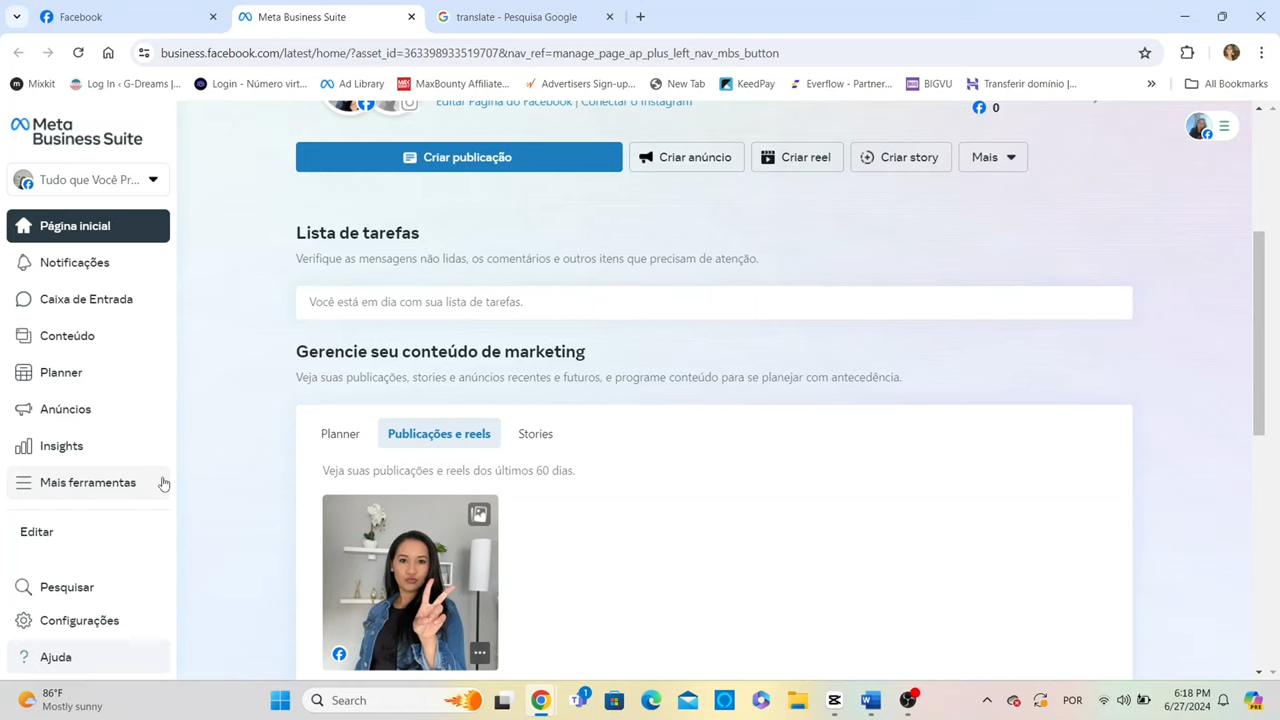 Facebook
Meta Business Suite
translate - Pesquisa Google
business.facebook.com/latest/home/?asset_id=363398933519707&nav_ref=manage_page_ap_plus_left_nav_mbs_button
Mixkit
Log In ‹ G-Dreams |...
Login - Número virt...
Ad Library
MAX
MaxBounty Affiliate...
Advertisers Sign-up...
New Tab
KeedPay
Everflow - Partner...
BIGVU
Transferir domínio |...
All Bookmarks
Meta
Business Suite
Editar Página do Facebook | Conectar o Instagram
0
Criar publicação
Criar anúncio
Criar reel
Criar story
Mais
Tudo que Você Pr...
Página inicial
Notificações
Caixa de Entrada
Conteúdo
Planner
Anúncios
Insights
Mais ferramentas
Editar
Pesquisar
Configurações
Ajuda
Lista de tarefas
Verifique as mensagens não lidas, os comentários e outros itens que precisam de atenção.
Você está em dia com sua lista de tarefas.
Gerencie seu conteúdo de marketing
Veja suas publicações, stories e anúncios recentes e futuros, e programe conteúdo para se planejar com antecedência.
Planner
Publicações e reels
Stories
Veja suas publicações e reels dos últimos 60 dias.
86°F
Mostly sunny
Search
1
POR
6:18 PM
6/27/2024